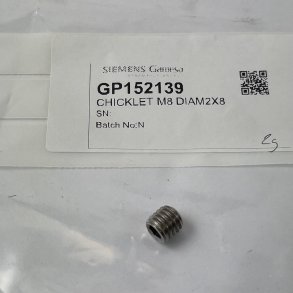 SIEMENS Gamesa
GP152139
CHICKLET M8 DIAM2X8
SN:
Batch No:N